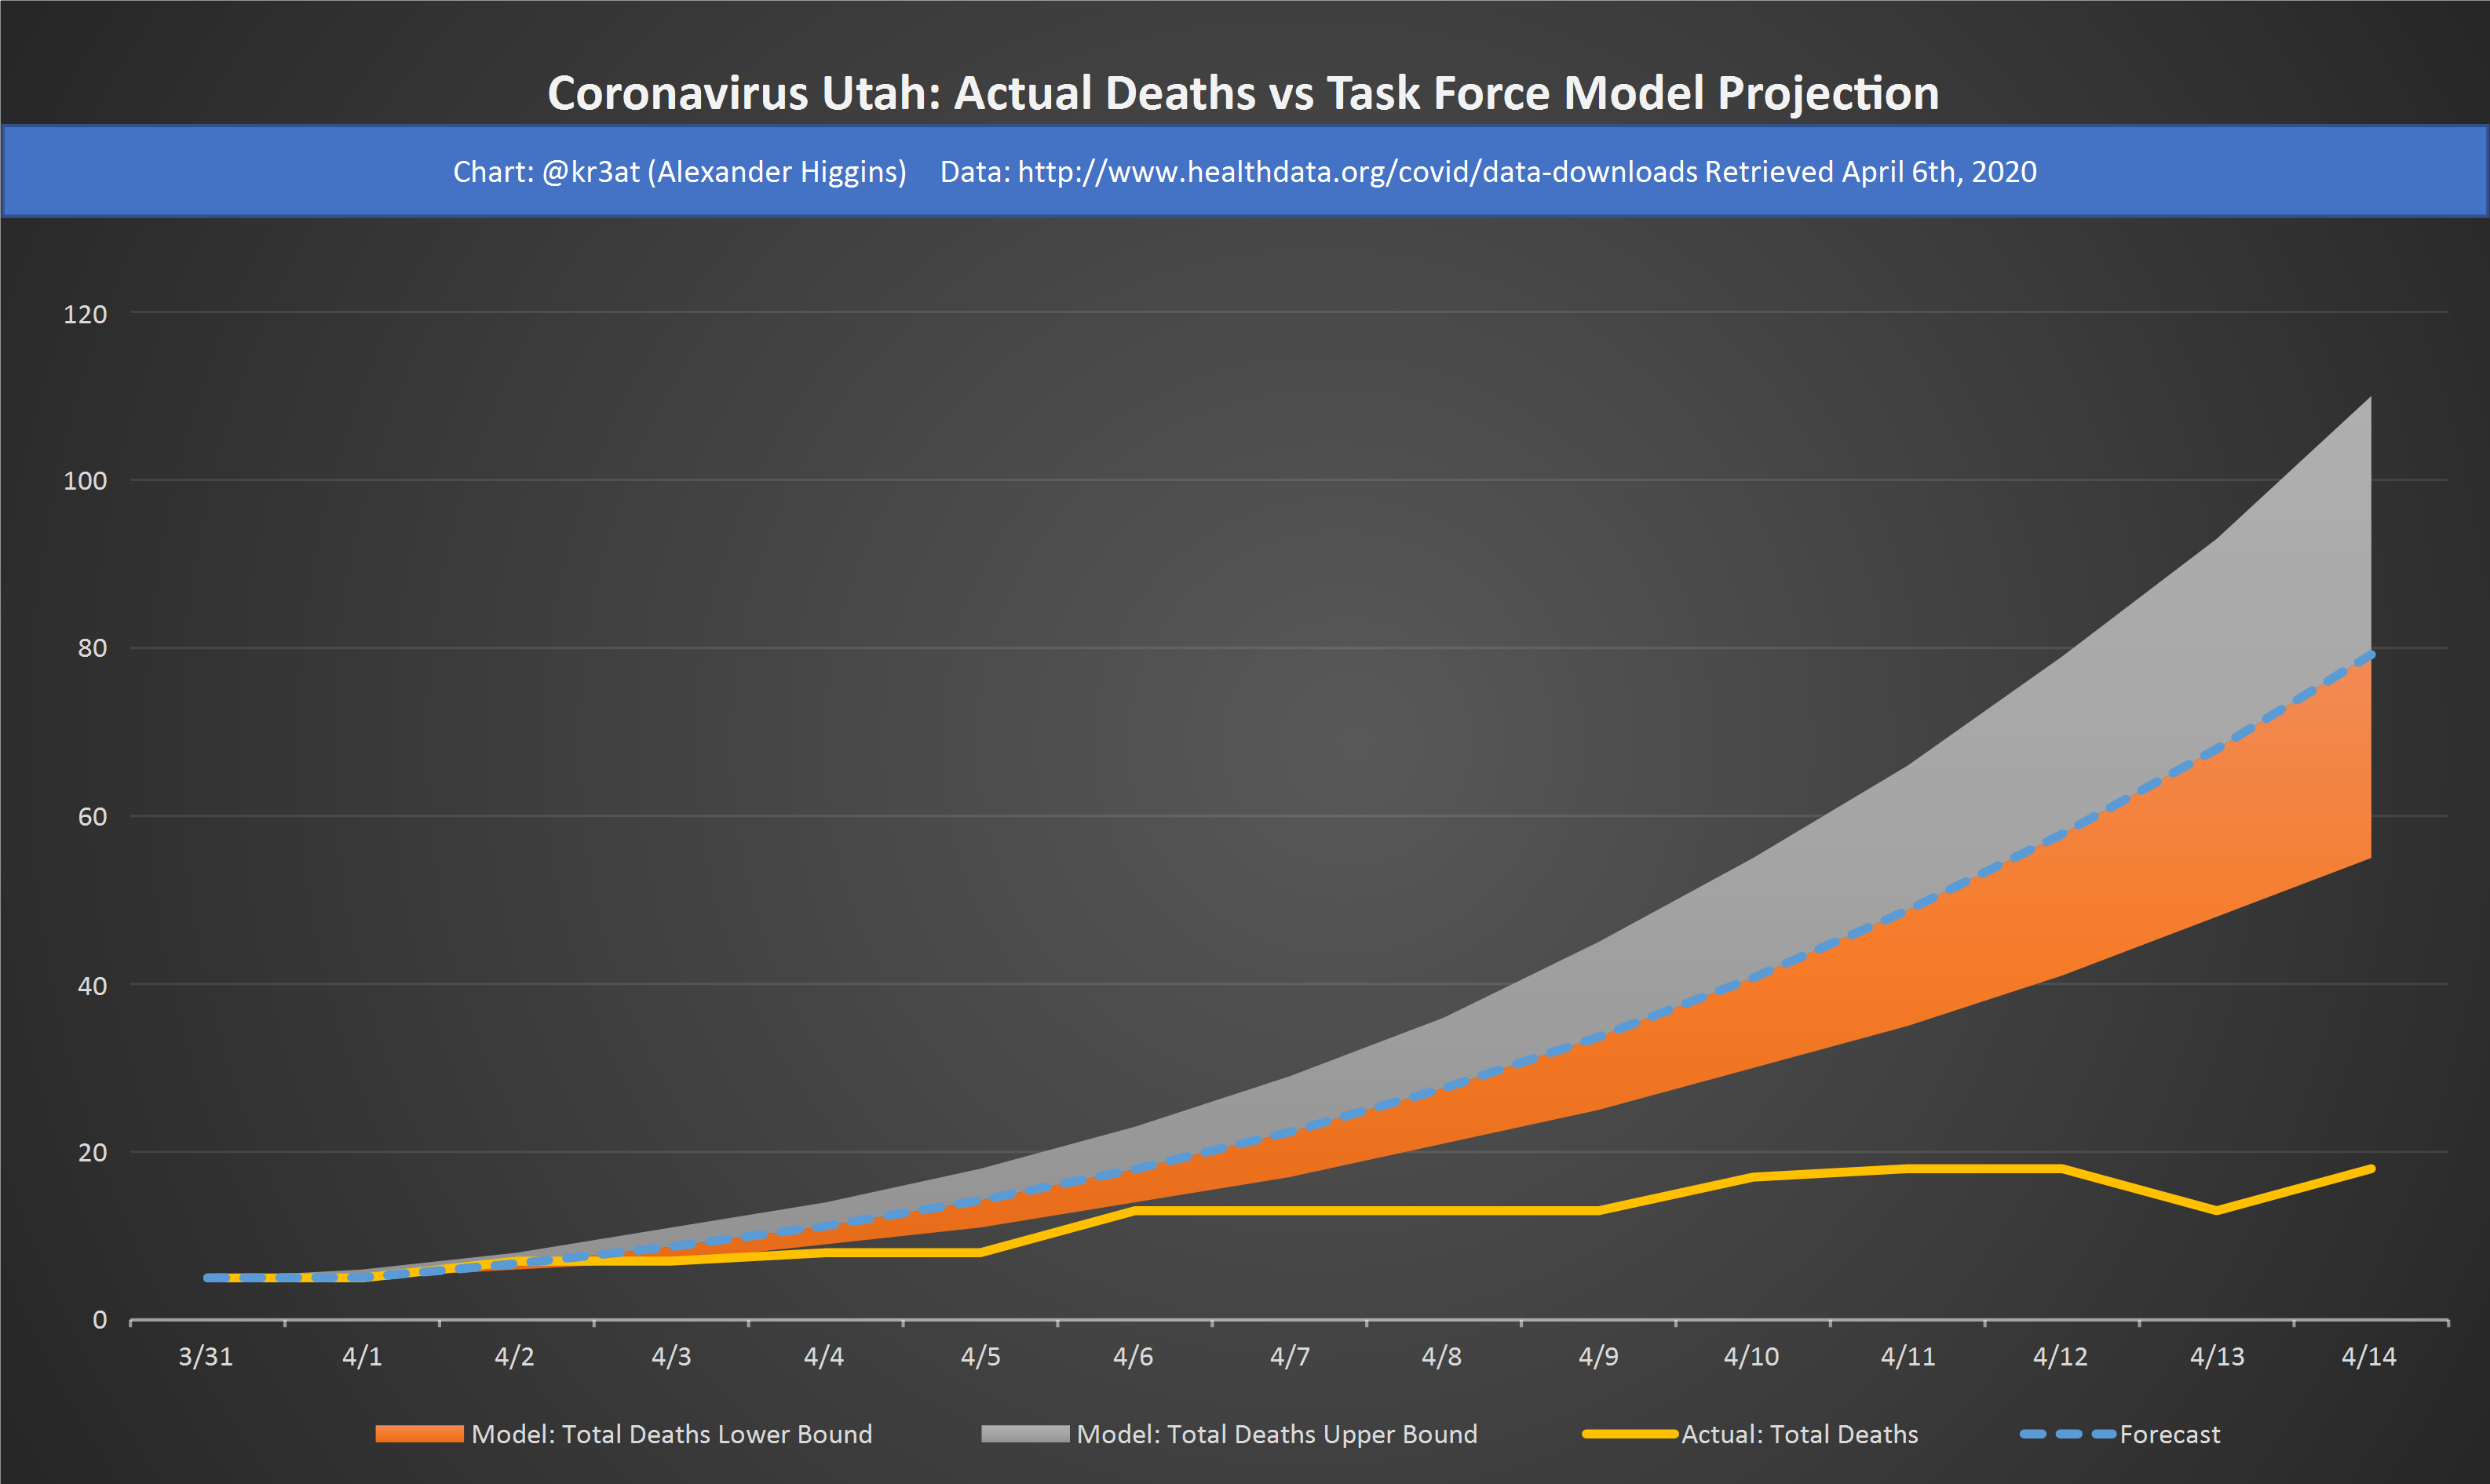 Coronavirus Utah: Actual Deaths vs Task Force Model Projection
Chart: @kr3at (Alexander Higgins) Data: http://www.healthdata.org/covid/data-downloads Retrieved April 6th, 2020
120
100
80
60
40
20
0
3/31 4/1 4/2 4/3 4/4 4/5 4/6 4/7 4/8 4/9 4/10 4/11 4/12 4/13 4/14
Model: Total Deaths Lower Bound Model: Total Deaths Upper Bound Actual: Total Deaths Forecast